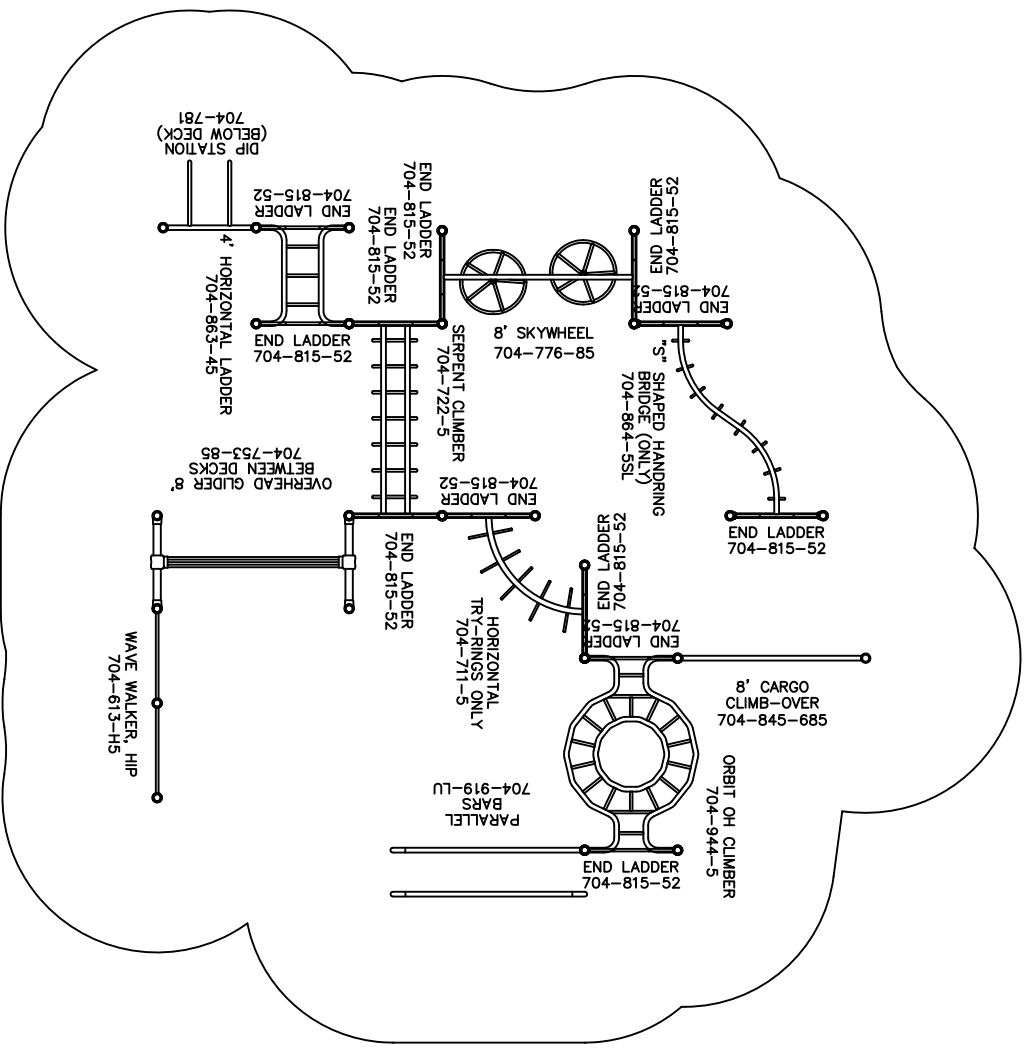 DIP STATION
(BELOW DECK)
704-781
END LADDER
704-815-52
END LADDER
704-815-52
END LADDER
704-815-52
END LADDER
704-815-52
END LADDER
704-815-52
4' HORIZONTAL LADDER
704-863-45
END LADDER
704-815-52
SERPENT CLIMBER
704-722-5
8' SKYWHEEL
704-776-85
"S" SHAPED HANDRING
BRIDGE (ONLY)
704-864-5SL
OVERHEAD GLIDER 8'
BETWEEN DECKS
704-753-85
END LADDER
704-815-52
END LADDER
704-815-52
END LADDER
704-815-52
END LADDER
704-815-52
HORIZONTAL
TRY-RINGS ONLY
704-711-5
END LADDER
704-815-52
WAVE WALKER, HIP
704-613-H5
8' CARGO
CLIMB-OVER
704-845-685
ORBIT OH CLIMBER
704-944-5
PARALLEL
BARS
704-919-LU
END LADDER
704-815-52